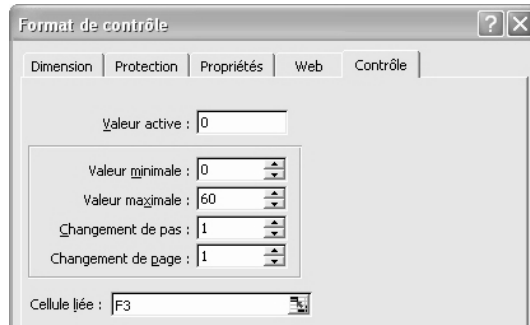 Format de contrôle
Dimension Protection Propriétés Web Contrôle
Valeur active : 0
Valeur minimale : 0
Valeur maximale : 60
Changement de pas : 1
Changement de page : 1
Cellule liée : F3